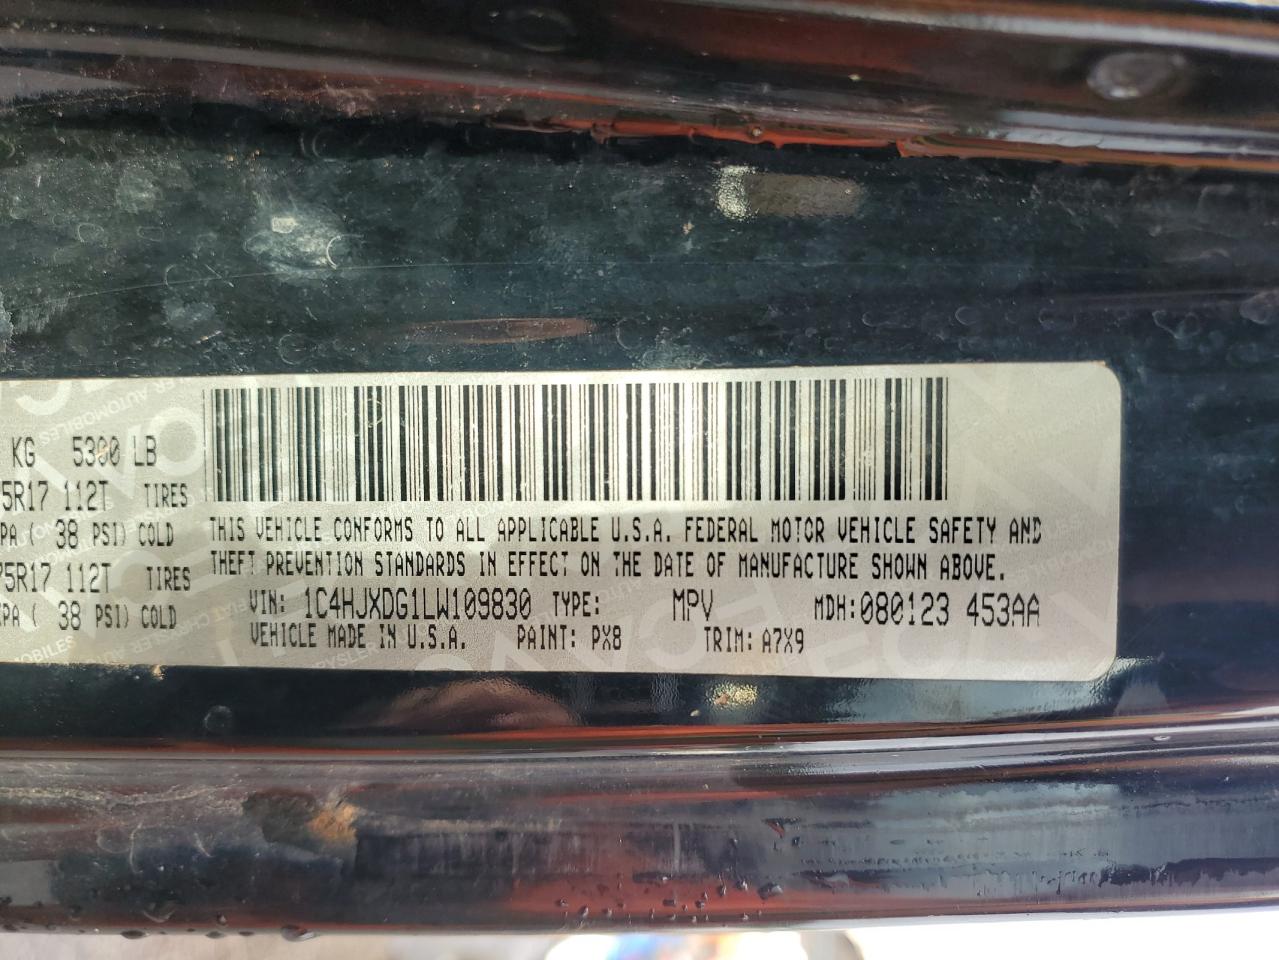 KG 5300 LB
5R17 112T TIRES
PA ( 38 PSI) COLD
75R17 112T TIRES
KPA ( 38 PSI) COLD
THIS VEHICLE CONFORMS TO ALL APPLICABLE U.S.A. FEDERAL MOTOR VEHICLE SAFETY AND
THEFT PREVENTION STANDARDS IN EFFECT ON THE DATE OF MANUFACTURE SHOWN ABOVE.
VIN: 1C4HJXDG1LW109830 TYPE: MPV MDH:080123 453AA
VEHICLE MADE IN U.S.A. PAINT: PX8 TRIM: A7X9